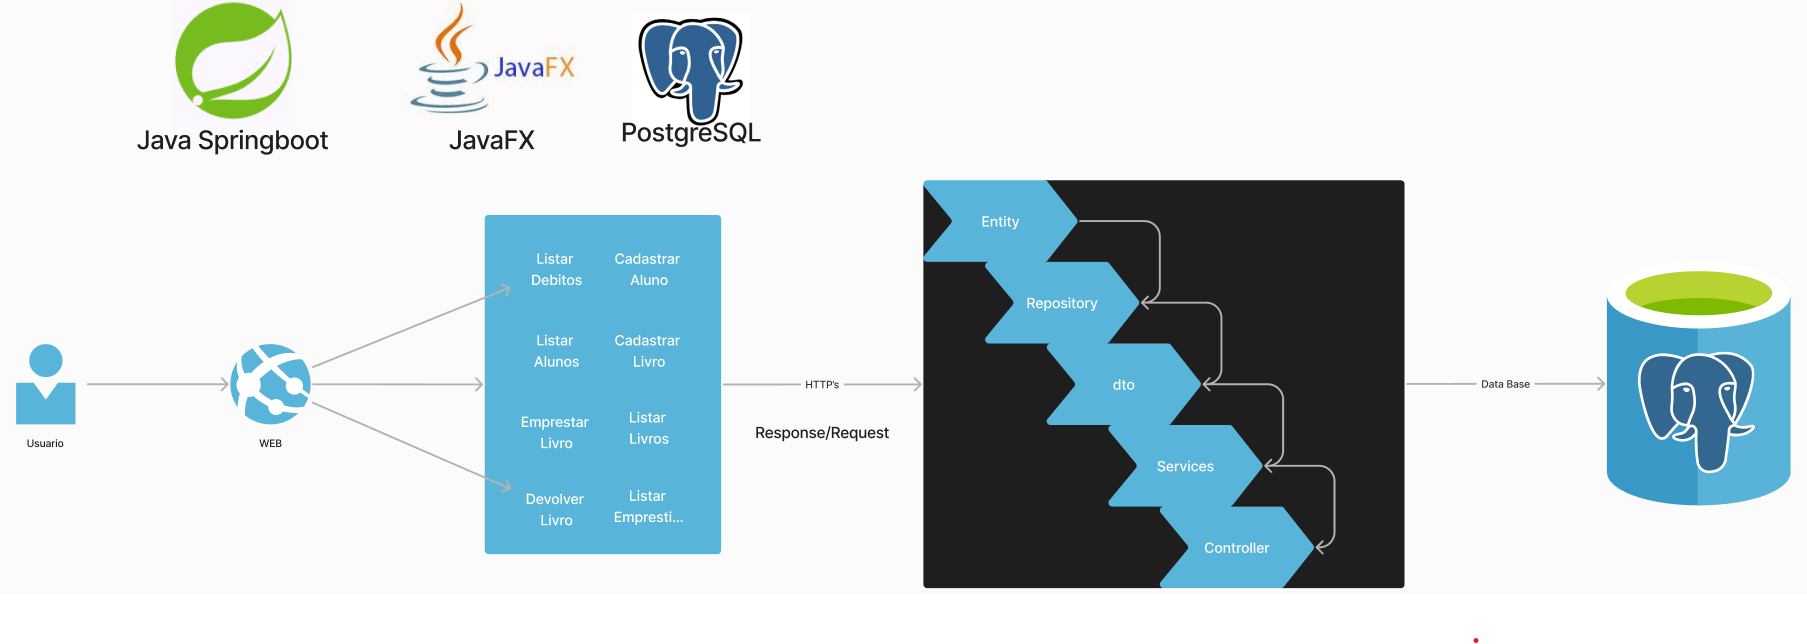 JavaFX
Java Springboot
JavaFX
PostgreSQL
Listar
Debitos
Cadastrar
Aluno
Listar
Alunos
Cadastrar
Livro
Emprestar
Livro
Listar
Livros
Devolver
Livro
Listar
Empresti...
Usuario
WEB
HTTP's
Response/Request
Entity
Repository
dto
Services
Controller
Data Base